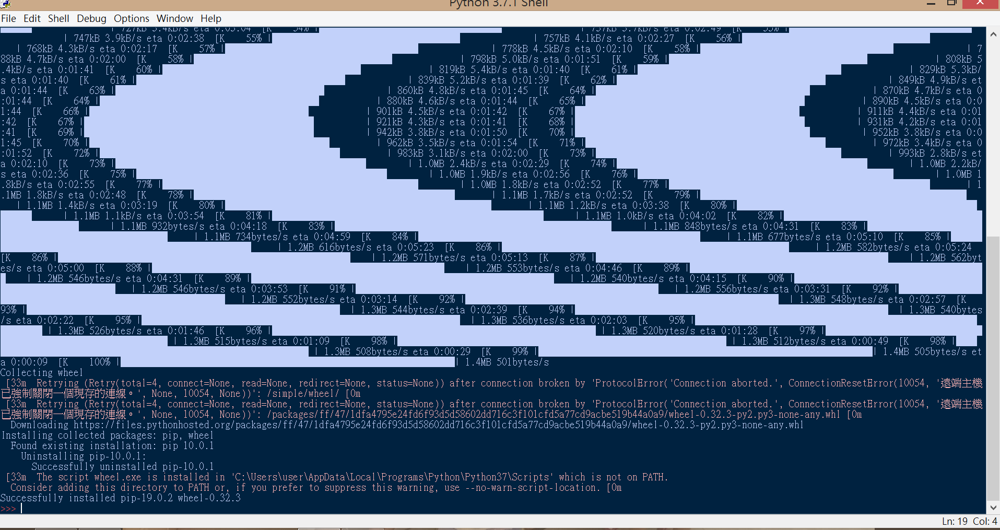 Python 3.7.1 Shell
File Edit Shell Debug Options Window Help
| 727kB 5.4kB/s eta 0:03:04 [K 54% | | 737kB 3.7kB/s eta 0:02:49 [K 55% |
| 747kB 3.9kB/s eta 0:02:38 [K 55% | | 757kB 4.1kB/s eta 0:02:27 [K 56% |
| 768kB 4.3kB/s eta 0:02:17 [K 57% | | 778kB 4.5kB/s eta 0:02:10 [K 58% | | 7
88kB 4.7kB/s eta 0:02:00 [K 58% | | 798kB 5.0kB/s eta 0:01:51 [K 59% | | 808kB 5
.4kB/s eta 0:01:41 [K 60% | | 819kB 5.4kB/s eta 0:01:40 [K 61% | | 829kB 5.3kB/
s eta 0:01:40 [K 61% | | 839kB 5.2kB/s eta 0:01:39 [K 62% | | 849kB 4.9kB/s et
a 0:01:44 [K 63% | | 860kB 4.8kB/s eta 0:01:45 [K 64% | | 870kB 4.7kB/s eta 0
:01:44 [K 64% | | 880kB 4.6kB/s eta 0:01:44 [K 65% | | 890kB 4.5kB/s eta 0:0
1:44 [K 66% | | 901kB 4.5kB/s eta 0:01:42 [K 67% | | 911kB 4.4kB/s eta 0:01
:42 [K 67% | | 921kB 4.3kB/s eta 0:01:41 [K 68% | | 931kB 4.2kB/s eta 0:01
:41 [K 69% | | 942kB 3.8kB/s eta 0:01:50 [K 70% | | 952kB 3.8kB/s eta 0:0
1:45 [K 70% | | 962kB 3.5kB/s eta 0:01:54 [K 71% | | 972kB 3.4kB/s eta 0
:01:52 [K 72% | | 983kB 3.1kB/s eta 0:02:00 [K 73% | | 993kB 2.8kB/s et
a 0:02:10 [K 73% | | 1.0MB 2.4kB/s eta 0:02:29 [K 74% | | 1.0MB 2.2kB/
s eta 0:02:36 [K 75% | | 1.0MB 1.9kB/s eta 0:02:56 [K 76% | | 1.0MB 1
.8kB/s eta 0:02:55 [K 77% | | 1.0MB 1.8kB/s eta 0:02:52 [K 77% | | 1
.1MB 1.8kB/s eta 0:02:48 [K 78% | | 1.1MB 1.7kB/s eta 0:02:52 [K 79% |
| 1.1MB 1.4kB/s eta 0:03:19 [K 80% | | 1.1MB 1.2kB/s eta 0:03:38 [K 80% |
| 1.1MB 1.1kB/s eta 0:03:54 [K 81% | | 1.1MB 1.0kB/s eta 0:04:02 [K 82% |
| 1.1MB 932bytes/s eta 0:04:18 [K 83% | | 1.1MB 848bytes/s eta 0:04:31 [K 83% |
| 1.1MB 734bytes/s eta 0:04:59 [K 84% | | 1.1MB 677bytes/s eta 0:05:10 [K 85% |
| 1.2MB 616bytes/s eta 0:05:23 [K 86% | | 1.2MB 582bytes/s eta 0:05:24
[K 86% | | 1.2MB 571bytes/s eta 0:05:13 [K 87% | | 1.2MB 562byt
es/s eta 0:05:00 [K 88% | | 1.2MB 553bytes/s eta 0:04:46 [K 89% |
| 1.2MB 546bytes/s eta 0:04:31 [K 89% | | 1.2MB 540bytes/s eta 0:04:15 [K 90% |
| 1.2MB 546bytes/s eta 0:03:53 [K 91% | | 1.2MB 556bytes/s eta 0:03:31 [K 92% |
| 1.2MB 552bytes/s eta 0:03:14 [K 92% | | 1.3MB 548bytes/s eta 0:02:57 [K
93% | | 1.3MB 544bytes/s eta 0:02:39 [K 94% | | 1.3MB 540bytes
/s eta 0:02:22 [K 95% | | 1.3MB 536bytes/s eta 0:02:03 [K 95% |
| 1.3MB 526bytes/s eta 0:01:46 [K 96% | | 1.3MB 520bytes/s eta 0:01:28 [K 97% |
| 1.3MB 515bytes/s eta 0:01:09 [K 98% | | 1.3MB 512bytes/s eta 0:00:49 [K 98% |
| 1.3MB 508bytes/s eta 0:00:29 [K 99% | | 1.4MB 505bytes/s et
a 0:00:09 [K 100% | | 1.4MB 501bytes/s
Collecting wheel
[33m Retrying (Retry(total=4, connect=None, read=None, redirect=None, status=None)) after connection broken by 'ProtocolError('Connection aborted.', ConnectionResetError(10054, '遠端主機
已強制關閉一個現存的連線。', None, 10054, None))': /simple/wheel/ [0m
[33m Retrying (Retry(total=4, connect=None, read=None, redirect=None, status=None)) after connection broken by 'ProtocolError('Connection aborted.', ConnectionResetError(10054, '遠端主機
已強制關閉一個現存的連線。', None, 10054, None))': /packages/ff/47/1dfa4795e24fd6f93d5d58602dd716c3f101cfd5a77cd9acbe519b44a0a9/wheel-0.32.3-py2.py3-none-any.whl [0m
Downloading https://files.pythonhosted.org/packages/ff/47/1dfa4795e24fd6f93d5d58602dd716c3f101cfd5a77cd9acbe519b44a0a9/wheel-0.32.3-py2.py3-none-any.whl
Installing collected packages: pip, wheel
Found existing installation: pip 10.0.1
Uninstalling pip-10.0.1:
Successfully uninstalled pip-10.0.1
[33m The script wheel.exe is installed in 'C:\Users\user\AppData\Local\Programs\Python\Python37\Scripts' which is not on PATH.
Consider adding this directory to PATH or, if you prefer to suppress this warning, use --no-warn-script-location. [0m
Successfully installed pip-19.0.2 wheel-0.32.3
>>>
Ln: 19 Col: 4